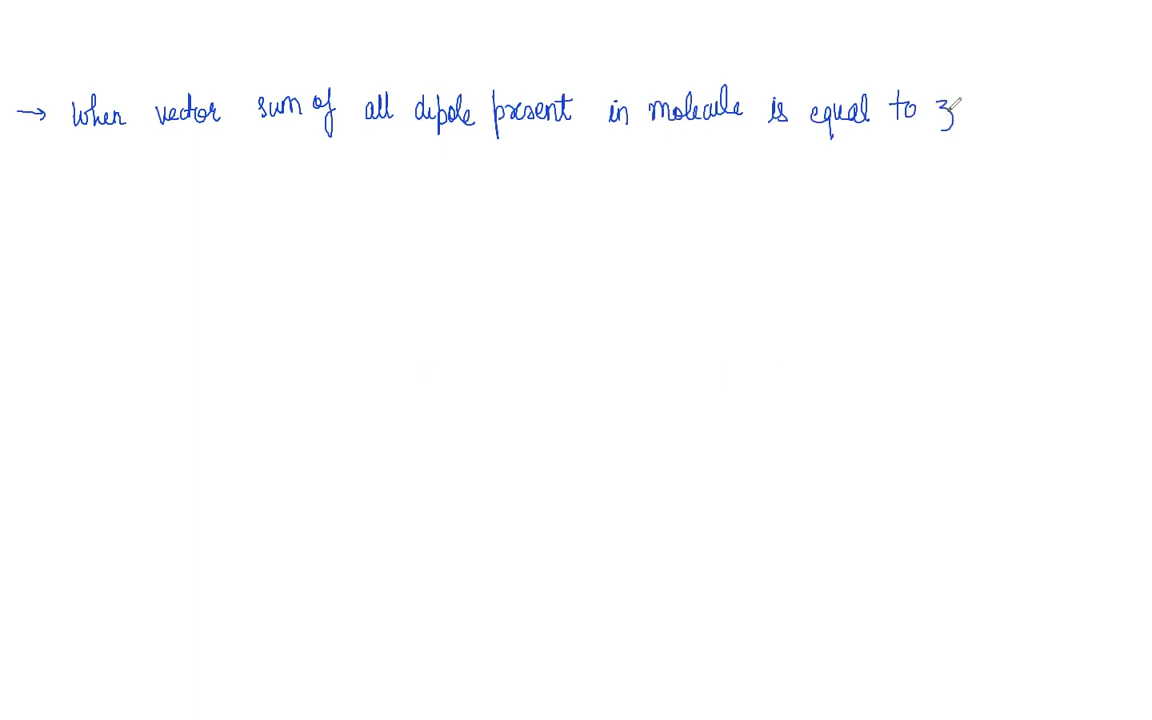 → When vector sum of all dipole present in molecule is equal to z